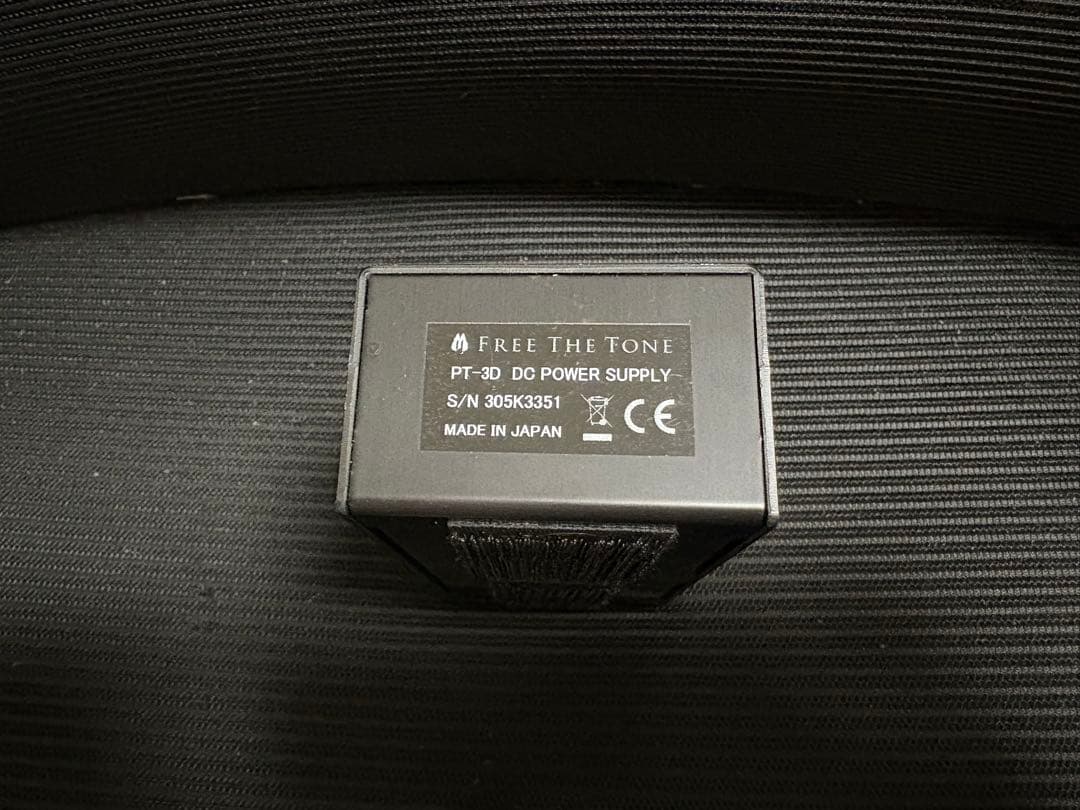 FREE THE TONE
PT-3D DC POWER SUPPLY
S/N 305K3351
CE
MADE IN JAPAN